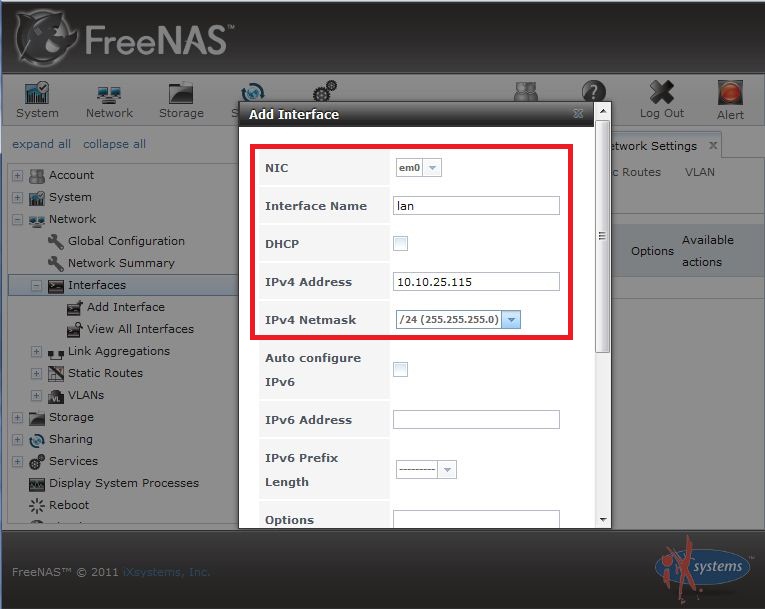 FreeNAS™
System
Network
Storage
Log Out
Alert
expand all
collapse all
Account
System
Network
Global Configuration
Network Summary
Interfaces
Add Interface
View All Interfaces
Link Aggregations
Static Routes
VLANs
Storage
Sharing
Services
Display System Processes
Reboot
Add Interface
NIC
em0
Interface Name
lan
DHCP
IPv4 Address
10.10.25.115
IPv4 Netmask
/24 (255.255.255.0)
Auto configure
IPv6
IPv6 Address
IPv6 Prefix
Length
---------
Options
Settings
Routes
VLAN
Options
Available
actions
FreeNAS™ © 2011 iXsystems, Inc.
iXsystems™